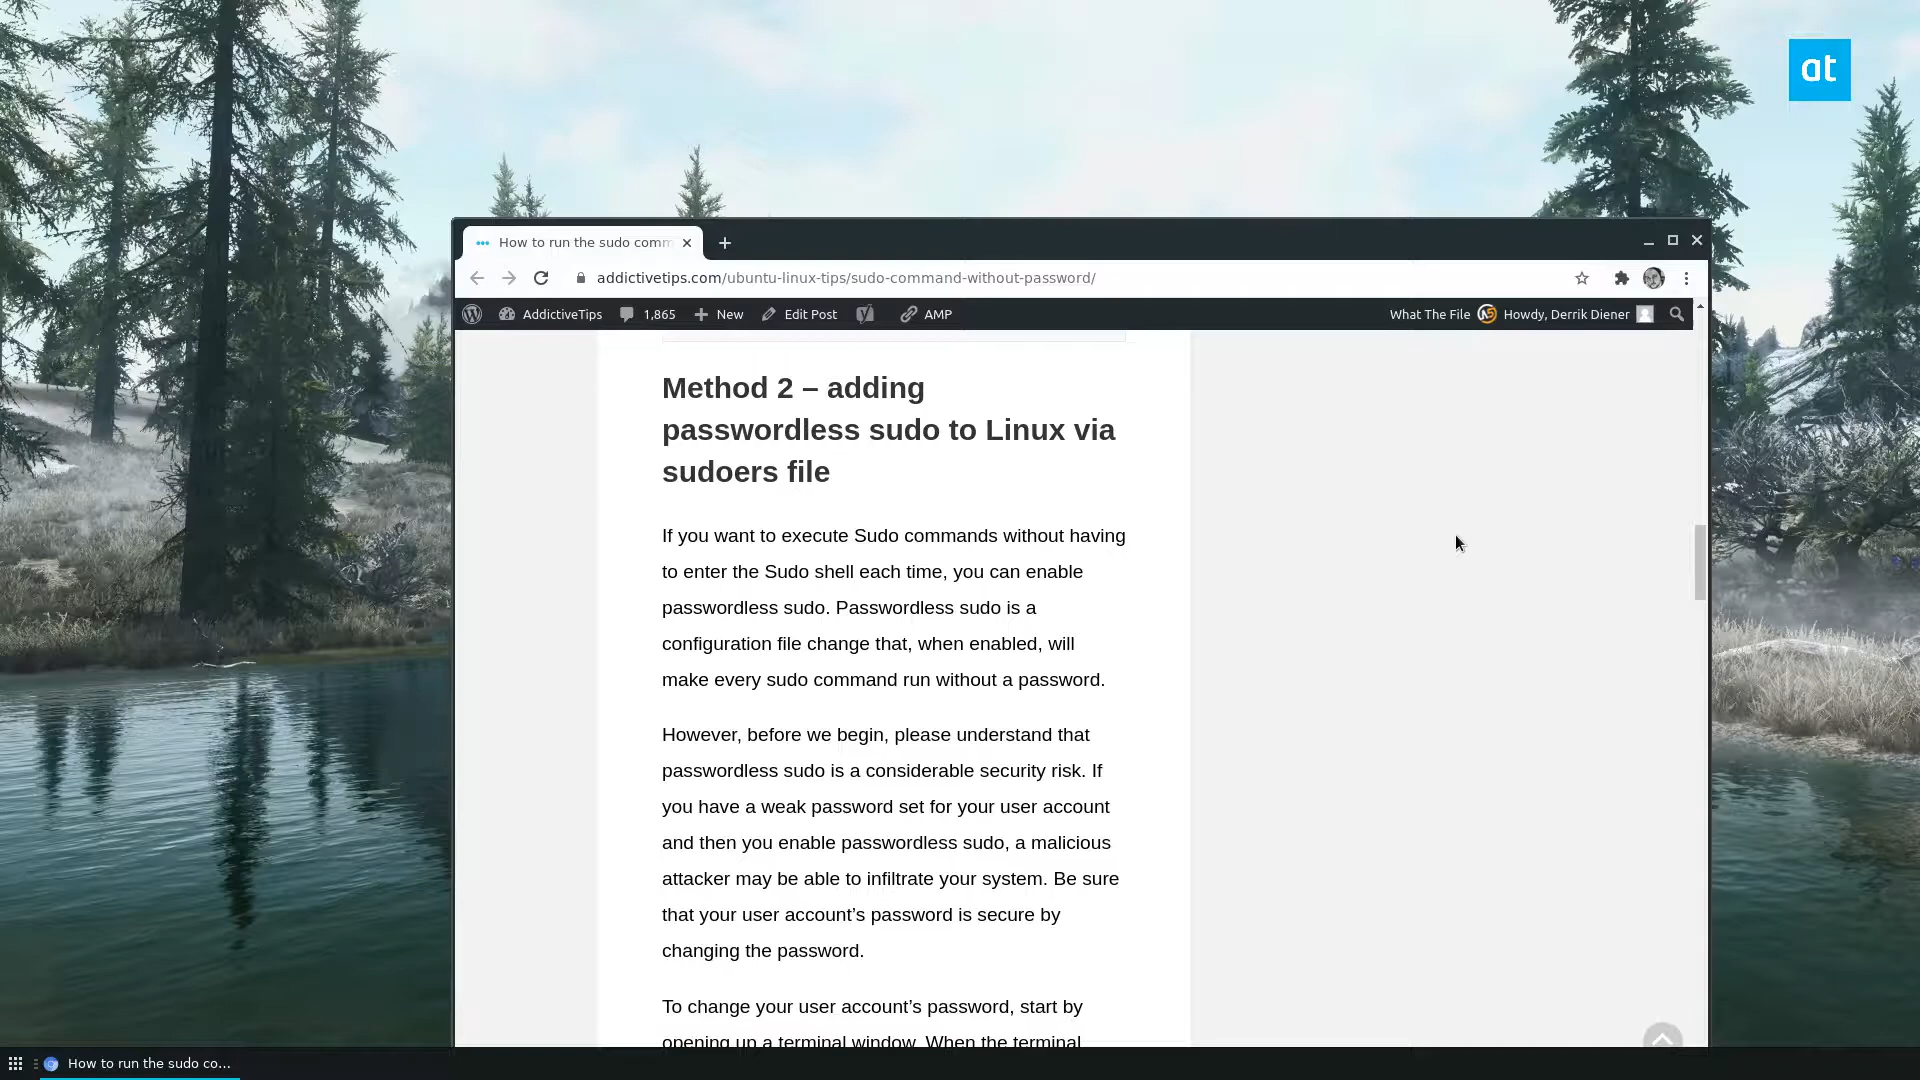 at
How to run the sudo comm
addictivetips.com/ubuntu-linux-tips/sudo-command-without-password/
AddictiveTips 1,865 New Edit Post AMP What The File Howdy, Derrik Diener
Method 2 – adding
passwordless sudo to Linux via
sudoers file
If you want to execute Sudo commands without having
to enter the Sudo shell each time, you can enable
passwordless sudo. Passwordless sudo is a
configuration file change that, when enabled, will
make every sudo command run without a password.
However, before we begin, please understand that
passwordless sudo is a considerable security risk. If
you have a weak password set for your user account
and then you enable passwordless sudo, a malicious
attacker may be able to infiltrate your system. Be sure
that your user account’s password is secure by
changing the password.
To change your user account’s password, start by
opening up a terminal window. When the terminal
How to run the sudo co...